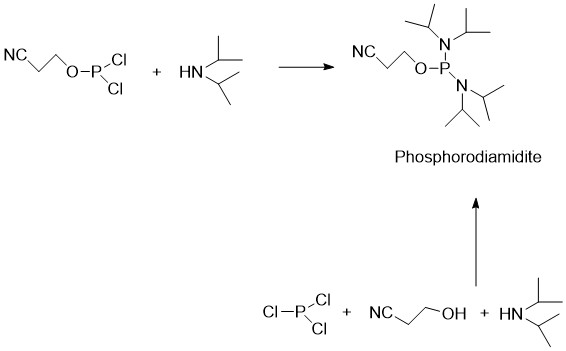 NC O-P Cl Cl + HN
NC O-P N N
Phosphorodiamidite
Cl-P Cl Cl + NC OH + HN